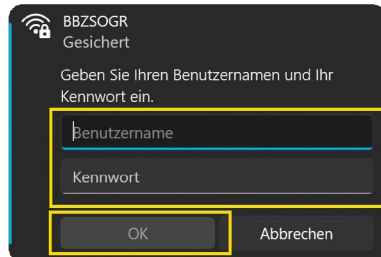 BBZSOGR
Gesichert
Geben Sie Ihren Benutzernamen und Ihr
Kennwort ein.
Benutzername
Kennwort
OK
Abbrechen